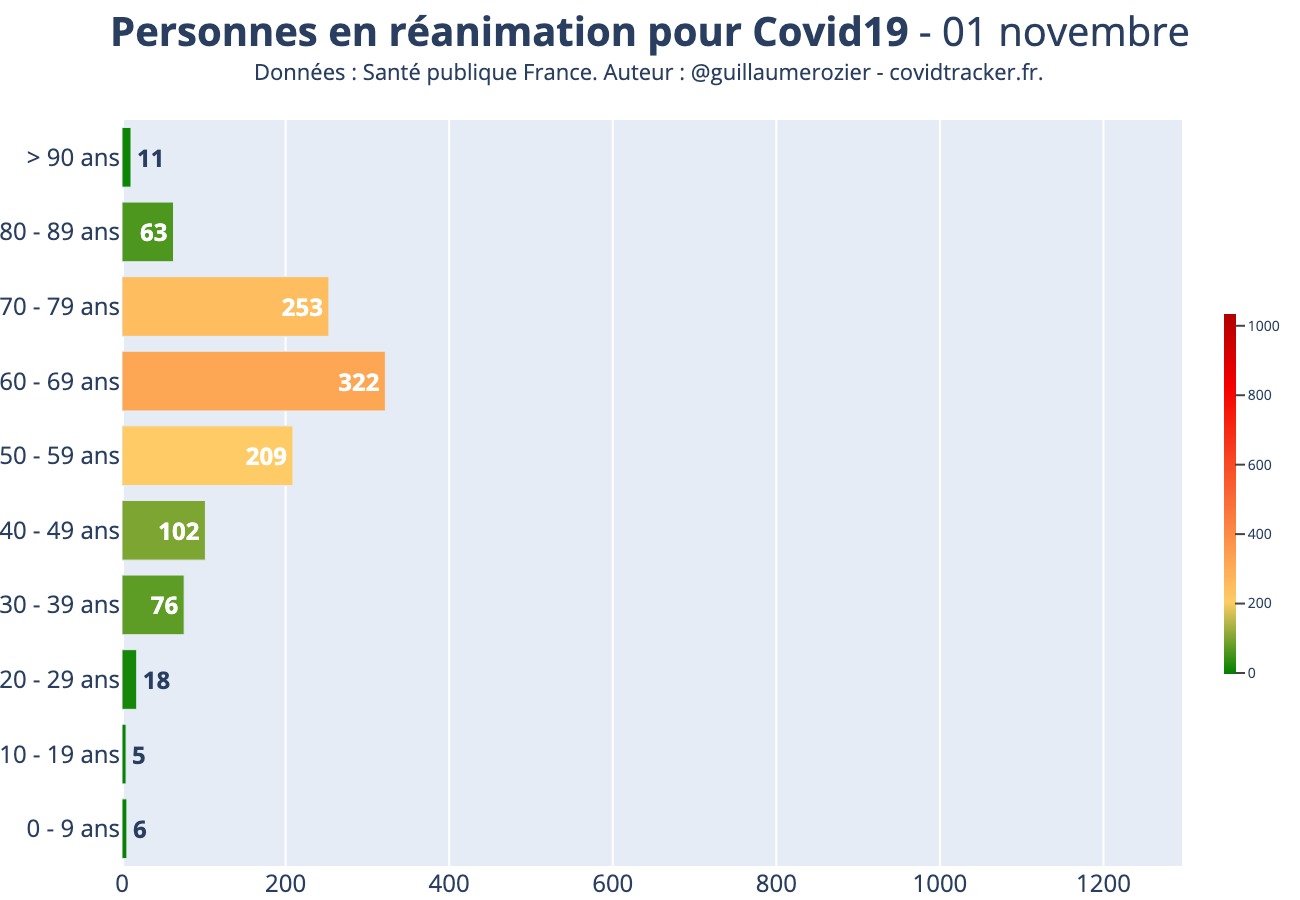 Personnes en réanimation pour Covid19 - 01 novembre
Données : Santé publique France. Auteur : @guillaumerozier - covidtracker.fr.
> 90 ans 11
80 - 89 ans 63
70 - 79 ans 253
60 - 69 ans 322
50 - 59 ans 209
40 - 49 ans 102
30 - 39 ans 76
20 - 29 ans 18
10 - 19 ans 5
0 - 9 ans 6
0 200 400 600 800 1000 1200
1000
800
600
400
200
0